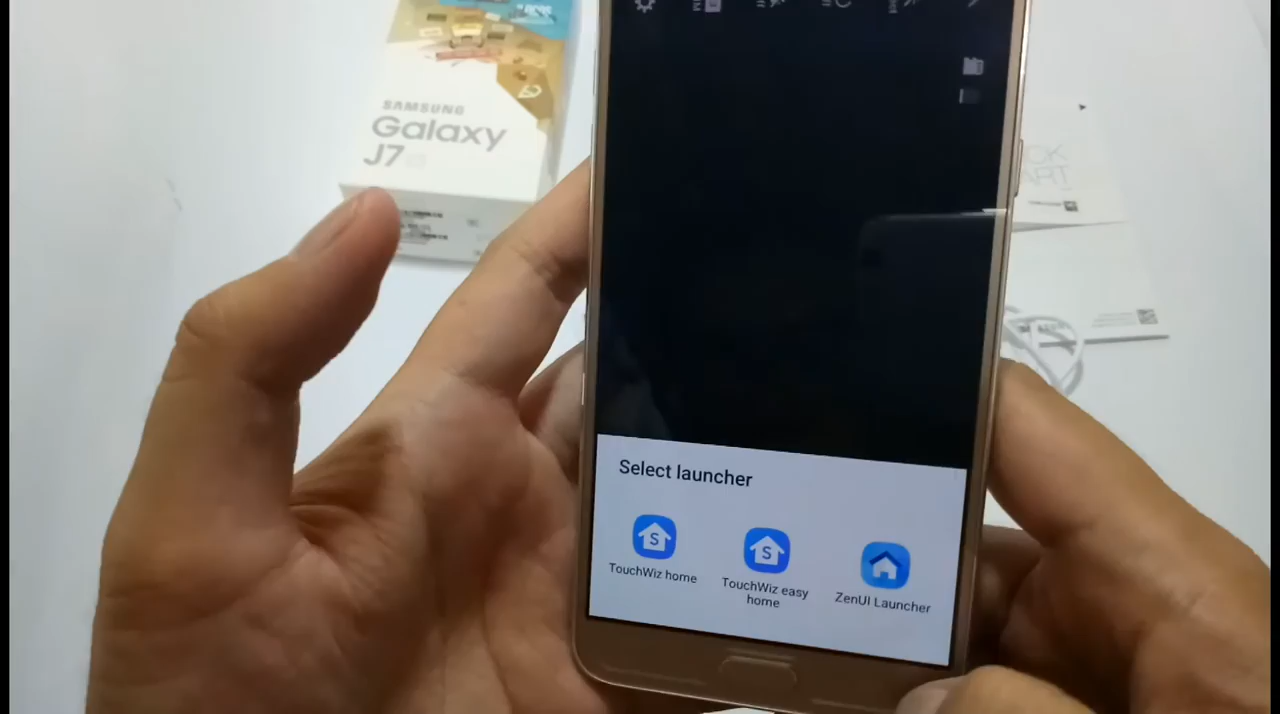 SAMSUNG
Galaxy
J7
Select launcher
TouchWiz home
TouchWiz easy
home
ZenUI Launcher